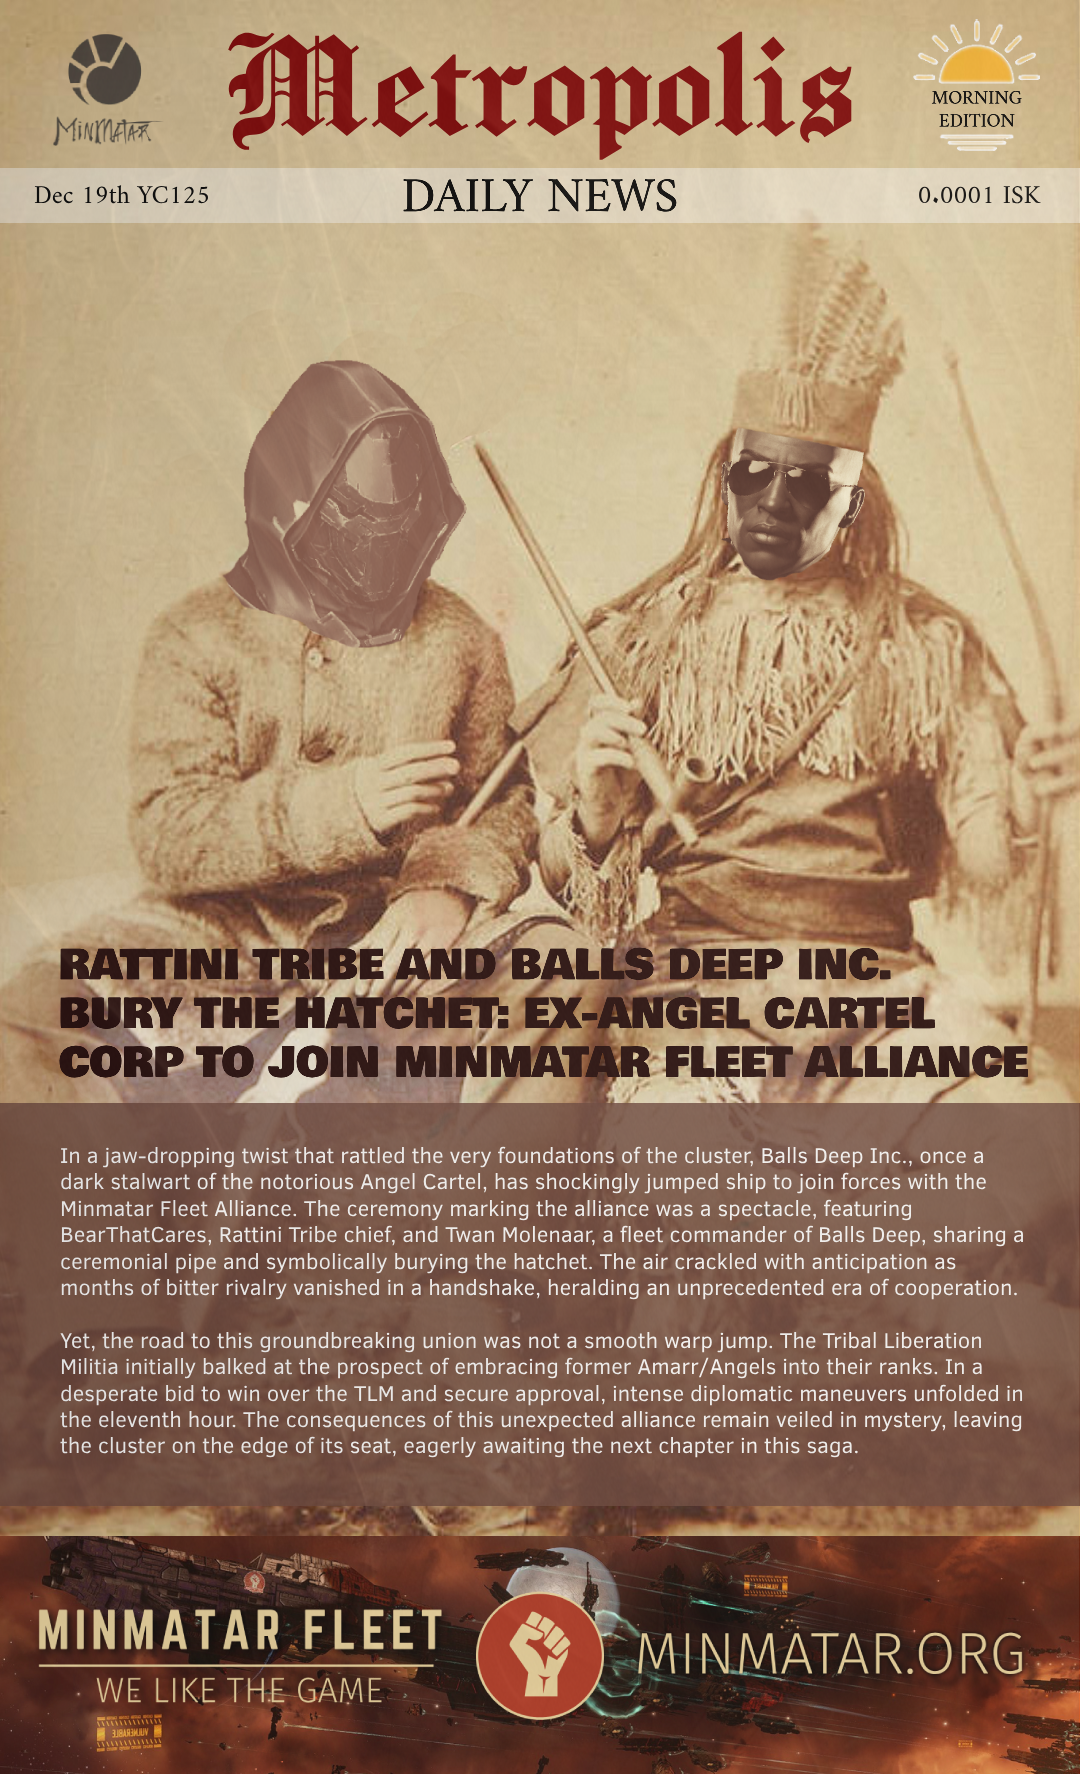 MINMATAR
Metropolis
MORNING
EDITION
Dec 19th YC125
DAILY NEWS
0.0001 ISK
RATTINI TRIBE AND BALLS DEEP INC.
BURY THE HATCHET: EX-ANGEL CARTEL
CORP TO JOIN MINMATAR FLEET ALLIANCE
In a jaw-dropping twist that rattled the very foundations of the cluster, Balls Deep Inc., once a
dark stalwart of the notorious Angel Cartel, has shockingly jumped ship to join forces with the
Minmatar Fleet Alliance. The ceremony marking the alliance was a spectacle, featuring
BearThatCares, Rattini Tribe chief, and Twan Molenaar, a fleet commander of Balls Deep, sharing a
ceremonial pipe and symbolically burying the hatchet. The air crackled with anticipation as
months of bitter rivalry vanished in a handshake, heralding an unprecedented era of cooperation.
Yet, the road to this groundbreaking union was not a smooth warp jump. The Tribal Liberation
Militia initially balked at the prospect of embracing former Amarr/Angels into their ranks. In a
desperate bid to win over the TLM and secure approval, intense diplomatic maneuvers unfolded in
the eleventh hour. The consequences of this unexpected alliance remain veiled in mystery, leaving
the cluster on the edge of its seat, eagerly awaiting the next chapter in this saga.
MINMATAR FLEET
WE LIKE THE GAME
MINMATAR.ORG
VULNERABLE